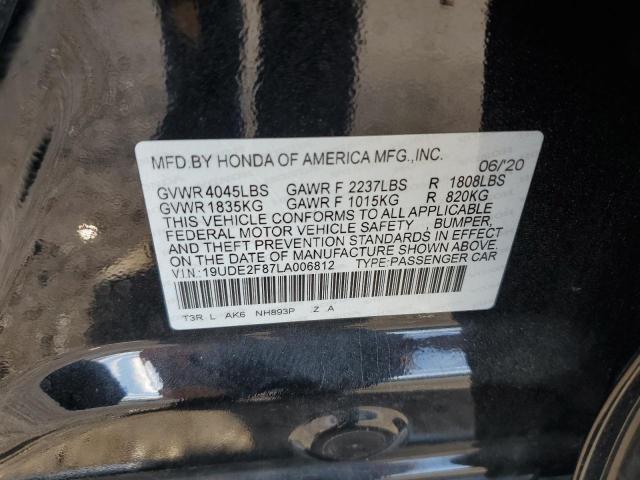 MFD.BY HONDA OF AMERICA MFG.,INC. 06/'20
GVWR 4045LBS GAWR F 2237LBS R 1808LBS
GVWR 1835KG GAWR F 1015KG R 820KG
THIS VEHICLE CONFORMS TO ALL APPLICABLE
FEDERAL MOTOR VEHICLE SAFETY , BUMPER,
AND THEFT PREVENTION STANDARDS IN EFFECT
ON THE DATE OF MANUFACTURE SHOWN ABOVE.
V.I.N.: 19UDE2F87LA006812 TYPE: PASSENGER CAR
T3R L AK6 NH893P Z A